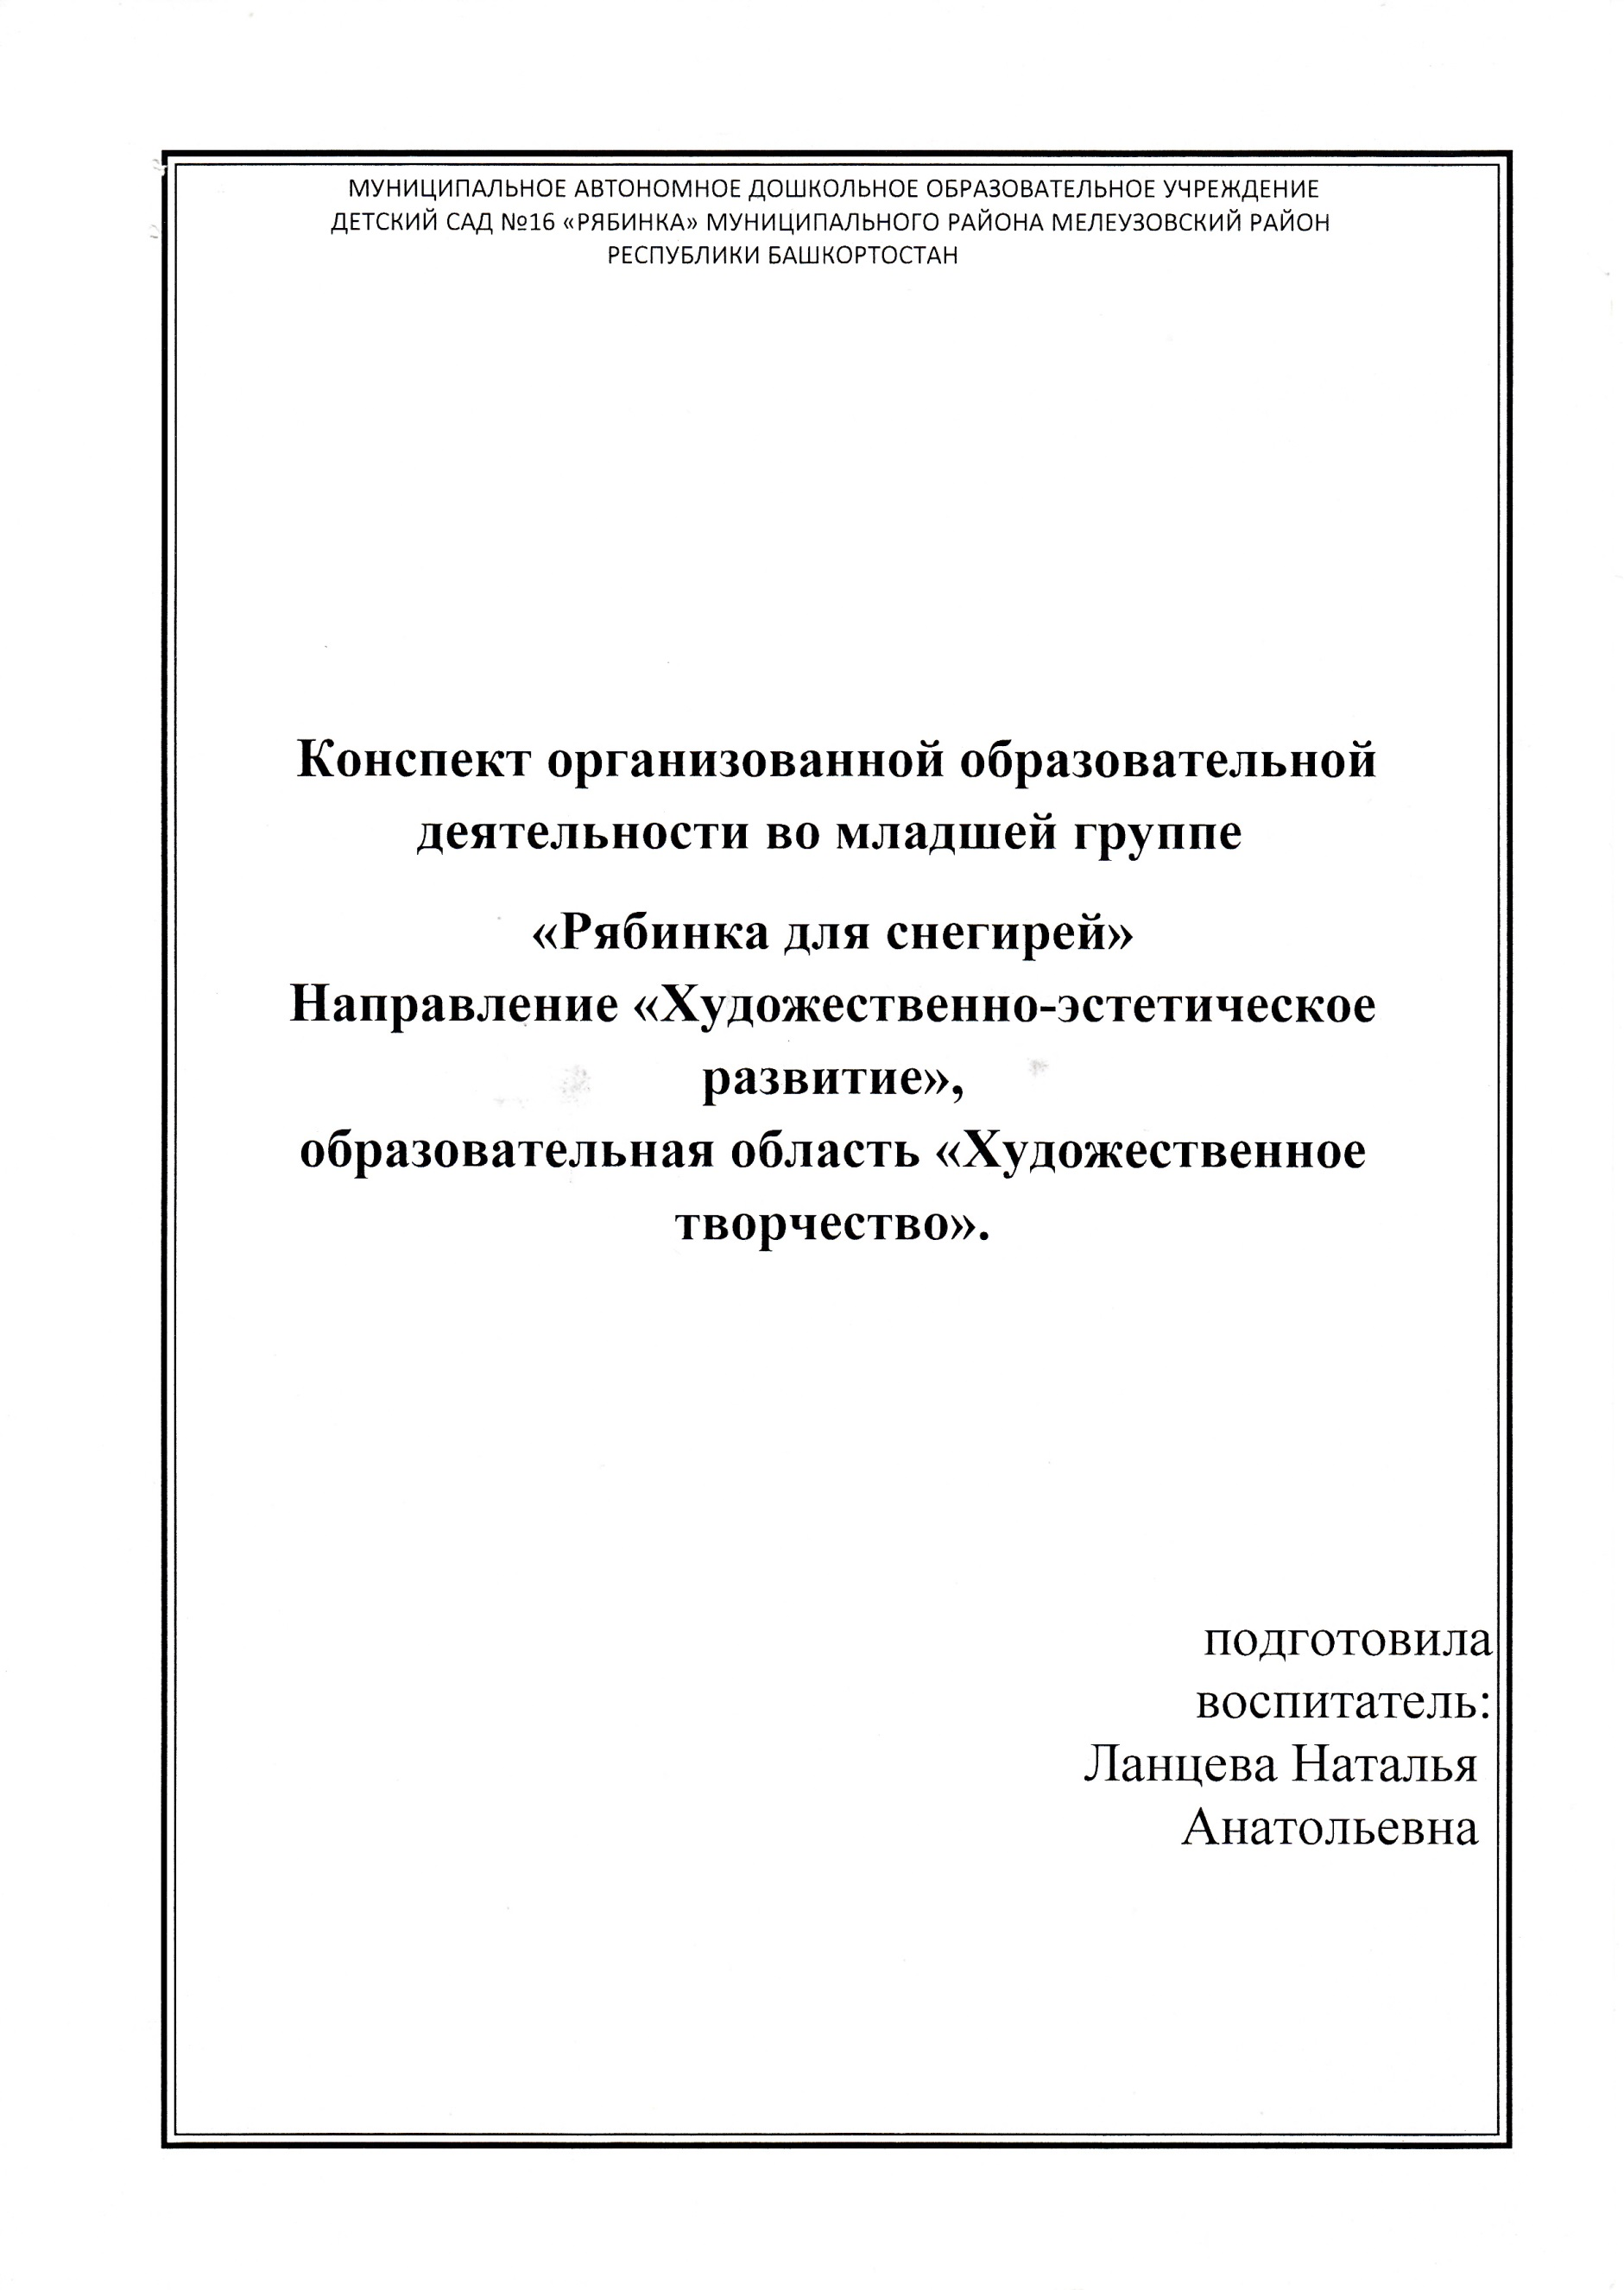 МУНИЦИПАЛЬНОЕ АВТОНОМНОЕ ДОШКОЛЬНОЕ ОБРАЗОВАТЕЛЬНОЕ УЧРЕЖДЕНИЕ
ДЕТСКИЙ САД №16 «РЯБИНКА» МУНИЦИПАЛЬНОГО РАЙОНА МЕЛЕУЗОВСКИЙ РАЙОН
РЕСПУБЛИКИ БАШКОРТОСТАН
Конспект организованной образовательной
деятельности во младшей группе
«Рябинка для снегирей»
Направление «Художественно-эстетическое
развитие»,
образовательная область «Художественное
творчество».
подготовила
воспитатель:
Ланцева Наталья
Анатольевна